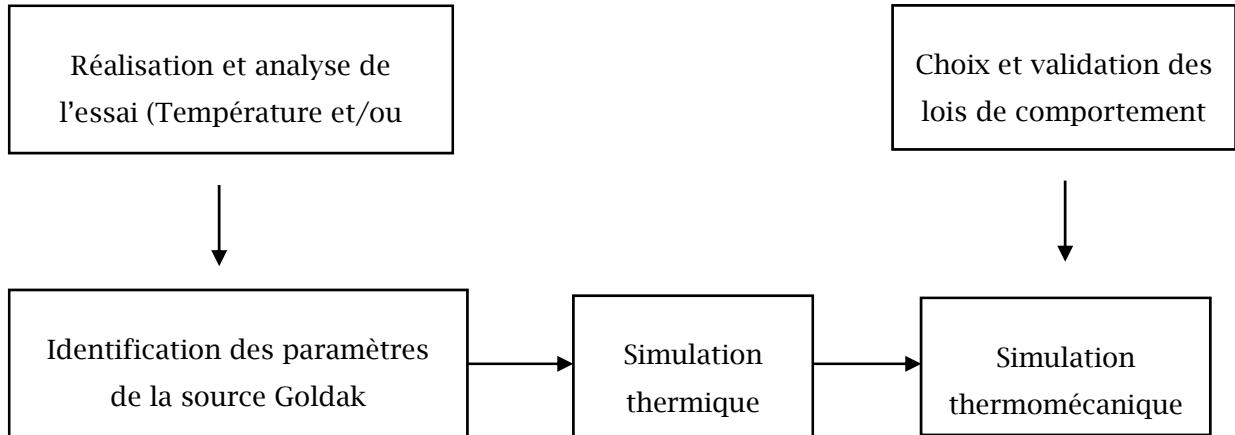 Réalisation et analyse de
l’essai (Température et/ou
Choix et validation des
lois de comportement
Identification des paramètres
de la source Goldak
Simulation
thermique
Simulation
thermomécanique